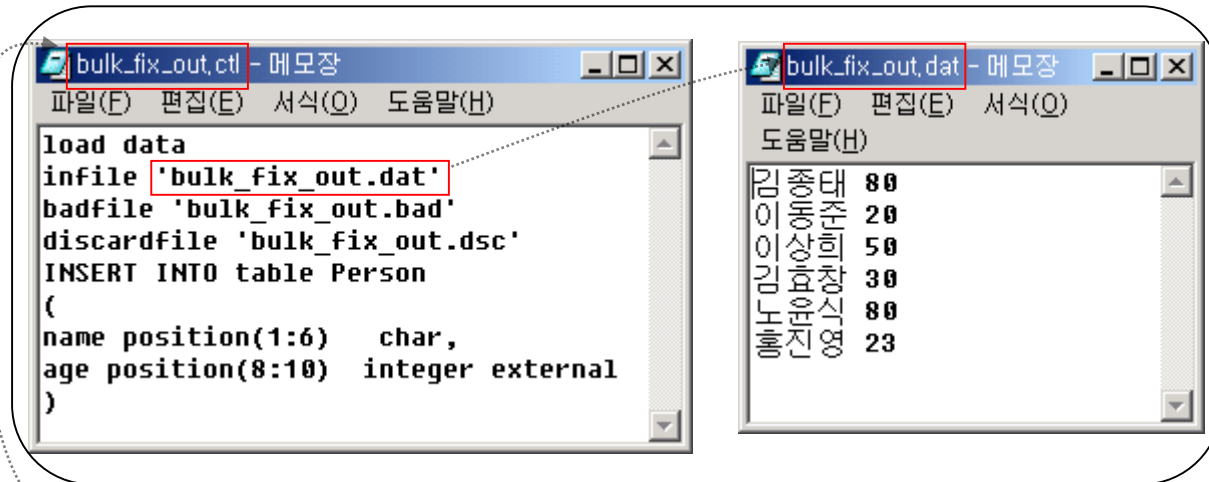 bulk_fix_out.ctl - 메모장
파일(F) 편집(E) 서식(O) 도움말(H)
load data
infile 'bulk_fix_out.dat'
badfile 'bulk_fix_out.bad'
discardfile 'bulk_fix_out.dsc'
INSERT INTO table Person
(
name position(1:6) char,
age position(8:10) integer external
)
bulk_fix_out.dat - 메모장
파일(F) 편집(E) 서식(O)
도움말(H)
김종태 80
이동준 20
이상희 50
김효창 30
노윤식 80
홍진영 23